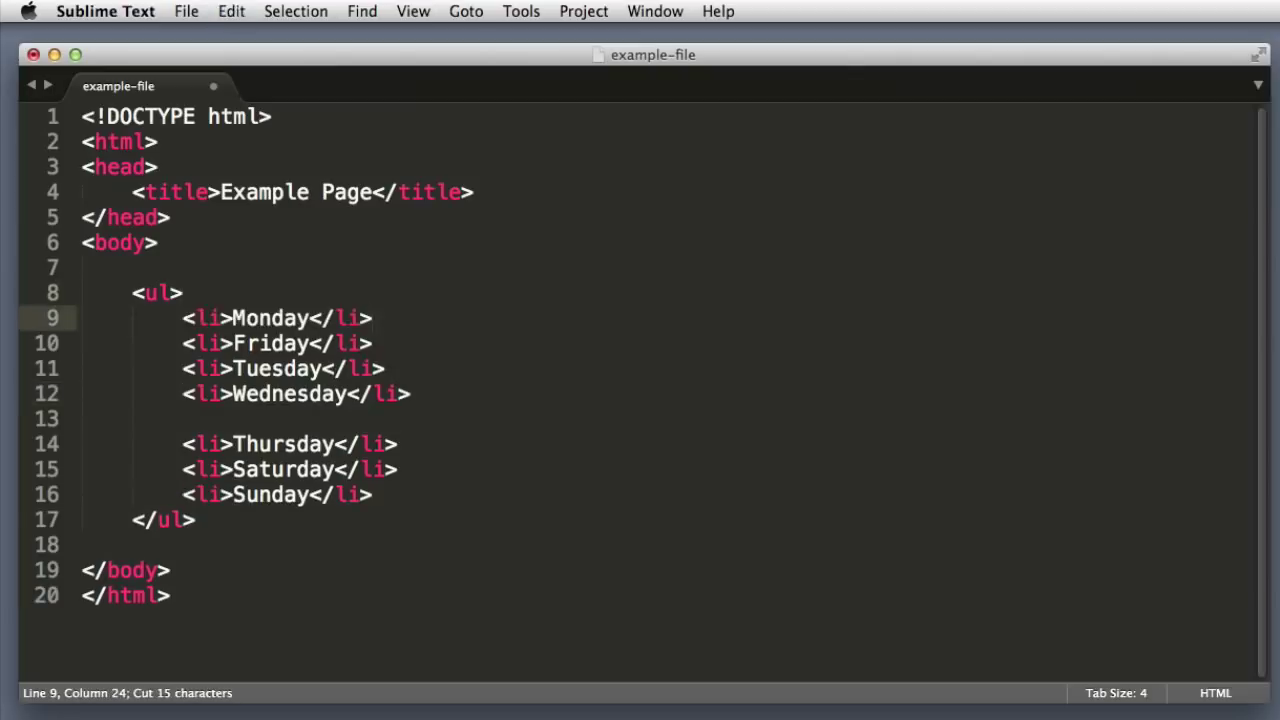 Sublime Text File Edit Selection Find View Goto Tools Project Window Help
example-file
example-file
1 <!DOCTYPE html>
2 <html>
3 <head>
4     <title>Example Page</title>
5 </head>
6 <body>
7
8     <ul>
9         <li>Monday</li>
10         <li>Friday</li>
11         <li>Tuesday</li>
12         <li>Wednesday</li>
13
14         <li>Thursday</li>
15         <li>Saturday</li>
16         <li>Sunday</li>
17     </ul>
18
19 </body>
20 </html>
Line 9, Column 24; Cut 15 characters Tab Size: 4 HTML